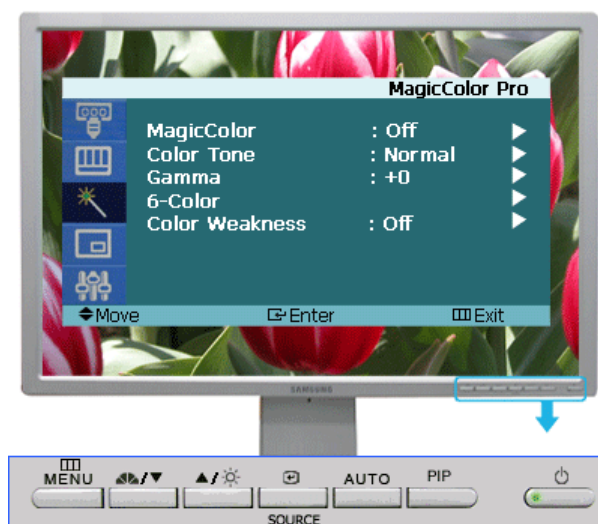 MagicColor Pro
MagicColor : Off
Color Tone : Normal
Gamma : +0
6-Color
Color Weakness : Off
Move Enter Exit
SAMSUNG
MENU / / AUTO PIP
SOURCE